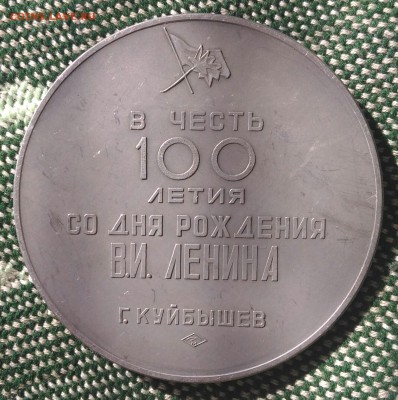 В ЧЕСТЬ
100
ЛЕТИЯ
СО ДНЯ РОЖДЕНИЯ
В.И. ЛЕНИНА
Г. КУЙБЫШЕВ